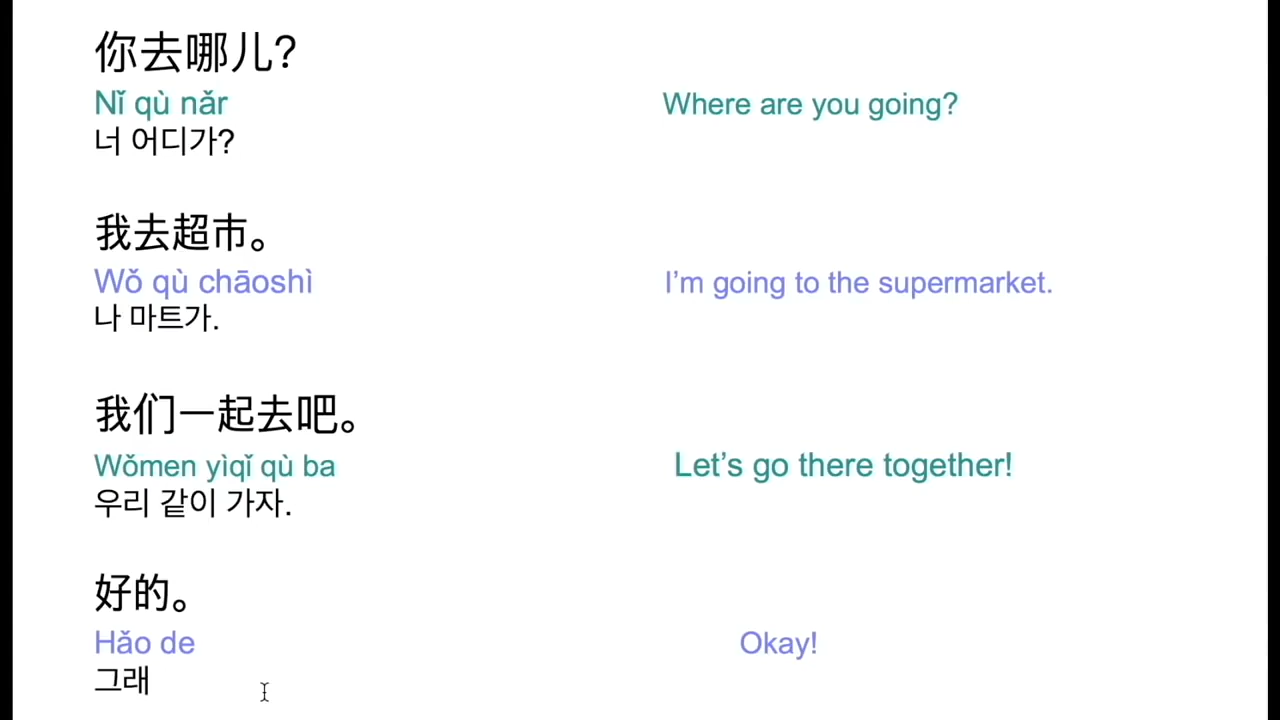 你去哪儿?
Nǐ qù nǎr
Where are you going?
너 어디가?
我去超市。
Wǒ qù chāoshì
I’m going to the supermarket.
나 마트가.
我们一起去吧。
Wǒmen yìqǐ qù ba
Let’s go there together!
우리 같이 가자.
好的。
Hǎo de
Okay!
그래